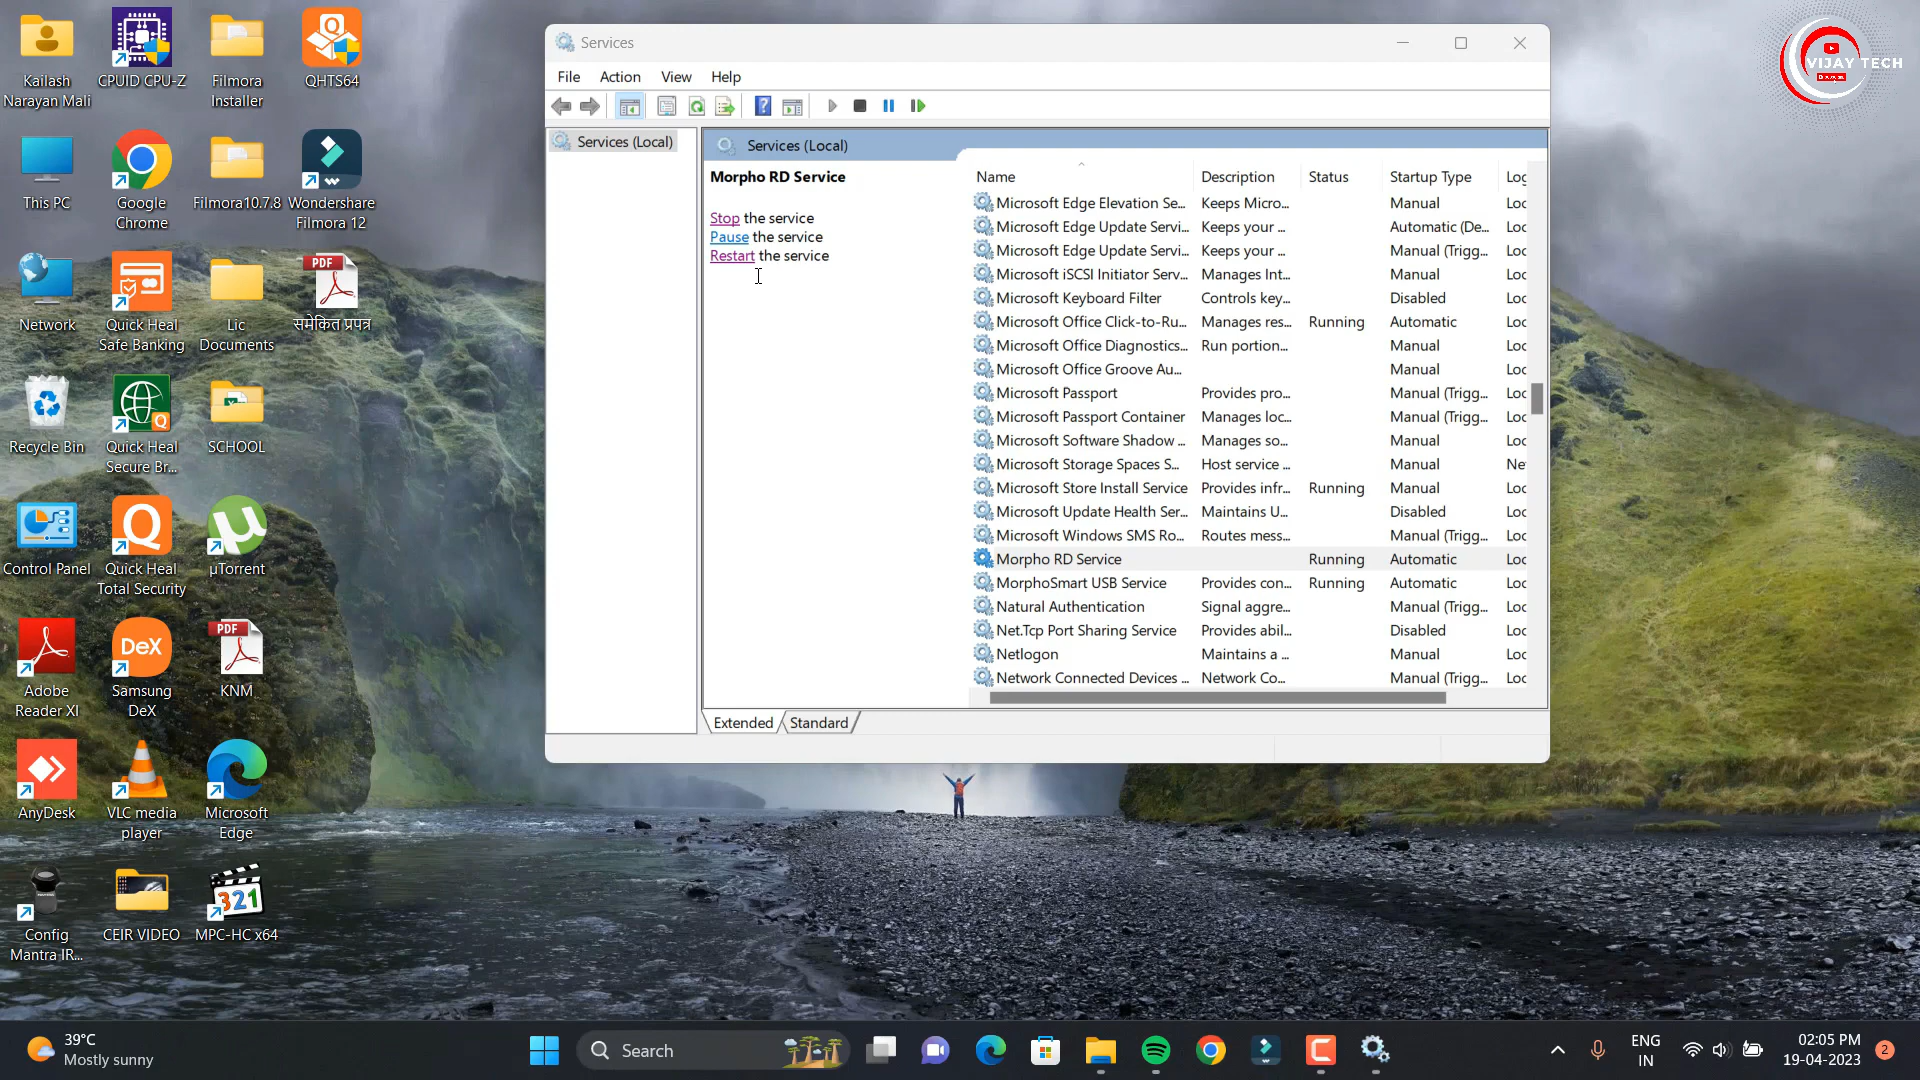 Kailash
Narayan Mali
CPUID CPU-Z
Filmora
Installer
QHTS64
This PC
Google
Chrome
Filmora10.7.8
Wondershare
Filmora 12
Network
Quick Heal
Safe Banking
Lic
Documents
PDF
समेकित प्रपत्र
Recycle Bin
Quick Heal
Secure Br...
SCHOOL
Control Panel
Quick Heal
Total Security
µTorrent
Adobe
Reader XI
DeX
Samsung
DeX
PDF
KNM
AnyDesk
VLC media
player
Microsoft
Edge
Config
Mantra IR...
CEIR VIDEO
321
MPC-HC x64
Services
File Action View Help
Services (Local)
Services (Local)
Morpho RD Service
Stop the service
Pause the service
Restart the service
Name Description Status Startup Type Log
Microsoft Edge Elevation Se... Keeps Micro... Manual Loc
Microsoft Edge Update Servi... Keeps your ... Automatic (De... Loc
Microsoft Edge Update Servi... Keeps your ... Manual (Trigg... Loc
Microsoft iSCSI Initiator Serv... Manages Int... Manual Loc
Microsoft Keyboard Filter Controls key... Disabled Loc
Microsoft Office Click-to-Ru... Manages res... Running Automatic Loc
Microsoft Office Diagnostics... Run portion... Manual Loc
Microsoft Office Groove Au... Manual Loc
Microsoft Passport Provides pro... Manual (Trigg... Loc
Microsoft Passport Container Manages loc... Manual (Trigg... Loc
Microsoft Software Shadow ... Manages so... Manual Loc
Microsoft Storage Spaces S... Host service ... Manual Ne
Microsoft Store Install Service Provides infr... Running Manual Loc
Microsoft Update Health Ser... Maintains U... Disabled Loc
Microsoft Windows SMS Ro... Routes mess... Manual (Trigg... Loc
Morpho RD Service Running Automatic Loc
MorphoSmart USB Service Provides con... Running Automatic Loc
Natural Authentication Signal aggre... Manual (Trigg... Loc
Net.Tcp Port Sharing Service Provides abil... Disabled Loc
Netlogon Maintains a ... Manual Loc
Network Connected Devices ... Network Co... Manual (Trigg... Loc
Extended Standard
VIJAY TECH
39°C
Mostly sunny
Search
ENG
IN
02:05 PM
19-04-2023
2